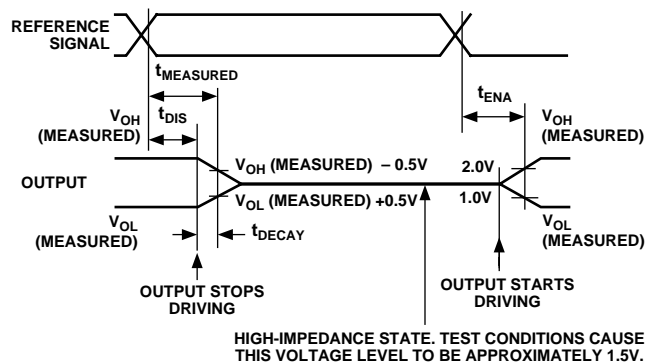 REFERENCE
SIGNAL
tMEASURED
tDIS
tENA
VOH
(MEASURED)
VOH
(MEASURED)
VOH (MEASURED) – 0.5V
2.0V
OUTPUT
VOL (MEASURED) +0.5V
1.0V
VOL
(MEASURED)
VOL
(MEASURED)
tDECAY
OUTPUT STOPS
DRIVING
OUTPUT STARTS
DRIVING
HIGH-IMPEDANCE STATE. TEST CONDITIONS CAUSE
THIS VOLTAGE LEVEL TO BE APPROXIMATELY 1.5V.